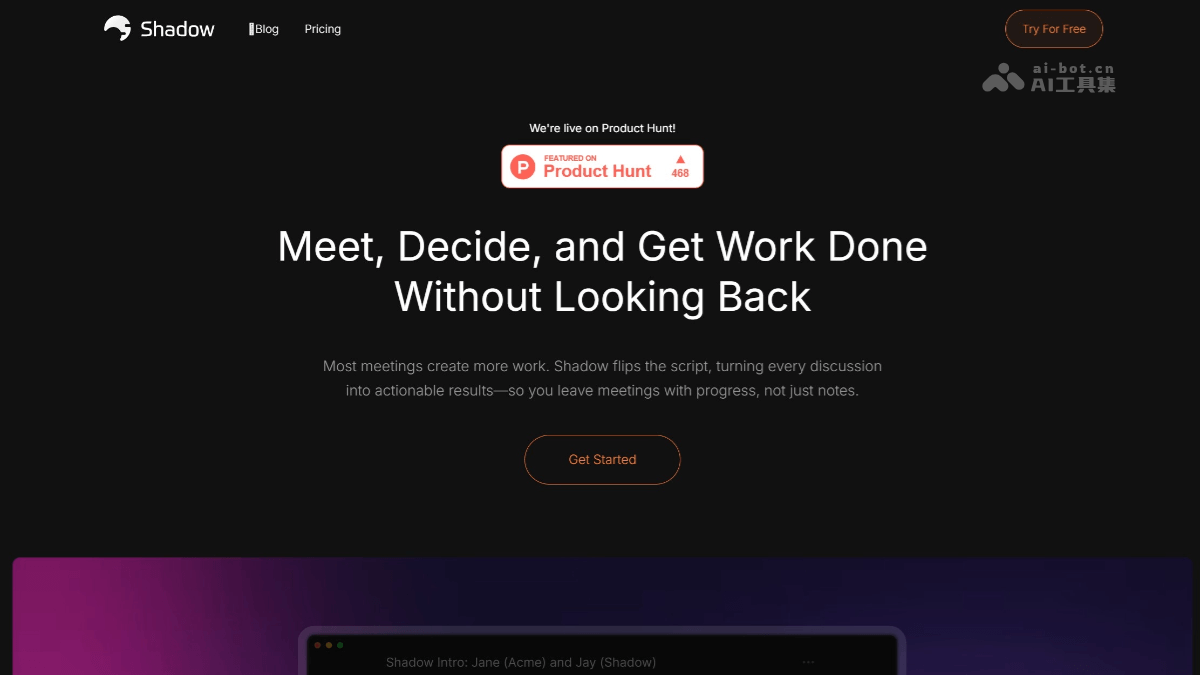 Shadow
Blog
Pricing
Try For Free
ai-bot.cn
AI工具集
We're live on Product Hunt!
P
FEATURED ON
Product Hunt
▲
468
Meet, Decide, and Get Work Done
Without Looking Back
Most meetings create more work. Shadow flips the script, turning every discussion
into actionable results—so you leave meetings with progress, not just notes.
Get Started
Shadow Intro: Jane (Acme) and Jay (Shadow)
...